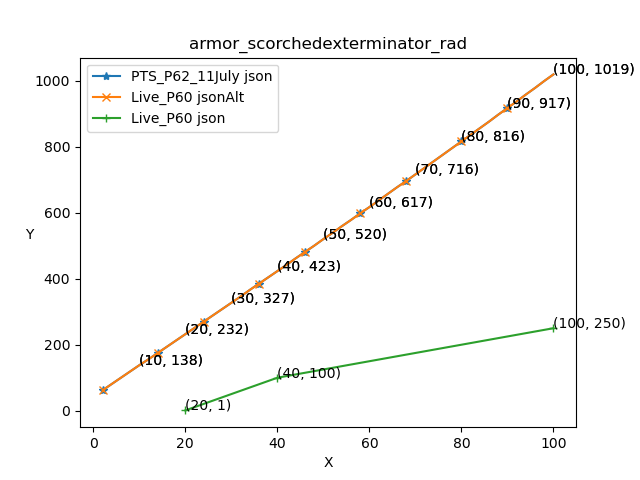 armor_scorchedexterminator_rad
PTS_P62_11July json
Live_P60 jsonAlt
Live_P60 json
(100, 1019)
(90, 917)
(80, 816)
(70, 716)
(60, 617)
(50, 520)
(40, 423)
(30, 327)
(20, 232)
(10, 138)
(100, 250)
(40, 100)
(20, 1)
1000
800
600
400
200
0
Y
0 20 40 60 80 100
X